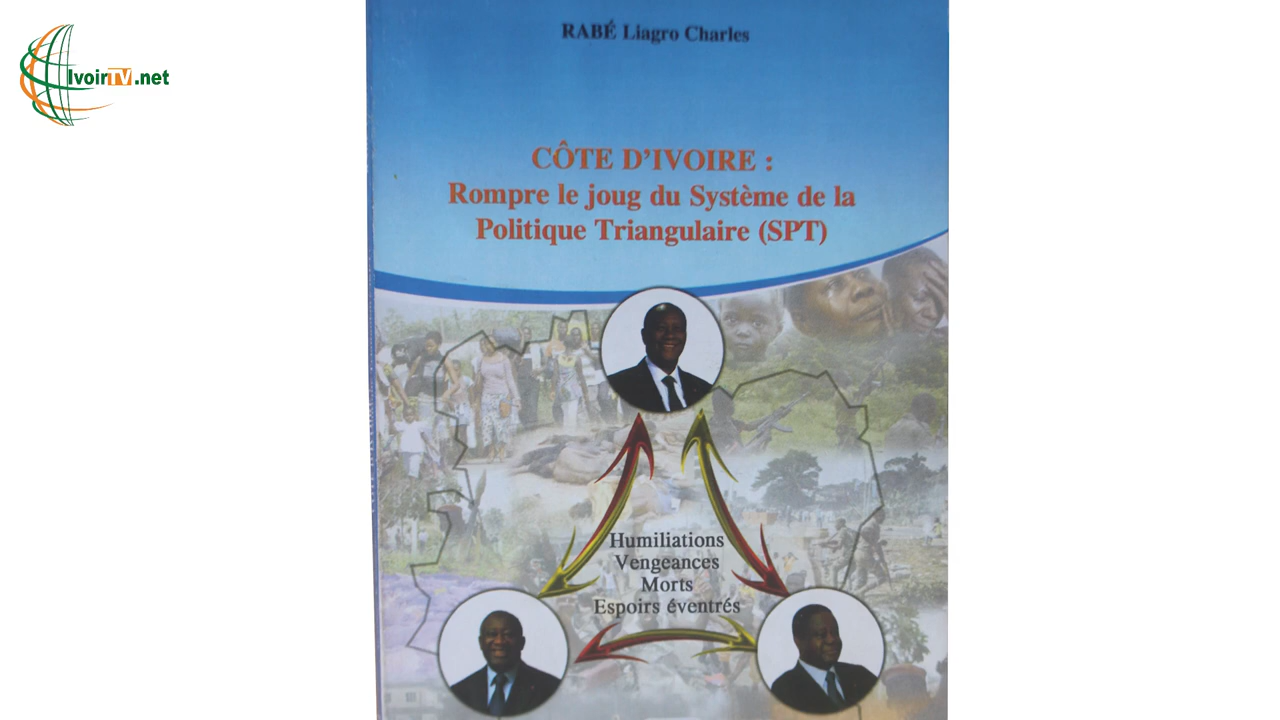 IvoirTV.net
RABÉ Liagro Charles
CÔTE D'IVOIRE :
Rompre le joug du Système de la
Politique Triangulaire (SPT)
Humiliations
Vengeances
Morts
Espoirs éventrés